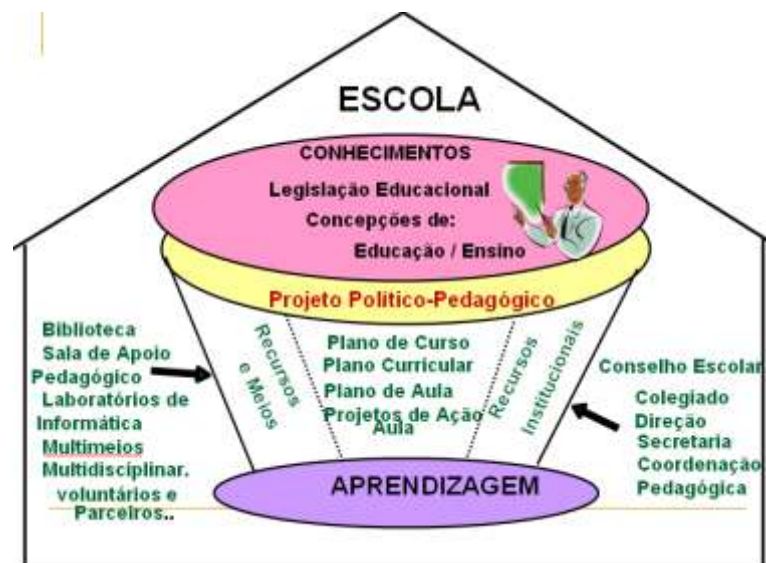 ESCOLA
CONHECIMENTOS
Legislação Educacional
Concepções de:
Educação / Ensino
Projeto Político-Pedagógico
Biblioteca
Sala de Apoio
Pedagógico
Laboratórios de
Informática
Multimeios
Multidisciplinar.
voluntários e
Parceiros..
Recursos
e Meios
Plano de Curso
Plano Curricular
Plano de Aula
Projetos de Ação
Aula
Recursos
Institucionais
Conselho Escolar
Colegiado
Direção
Secretaria
Coordenação
Pedagógica
APRENDIZAGEM